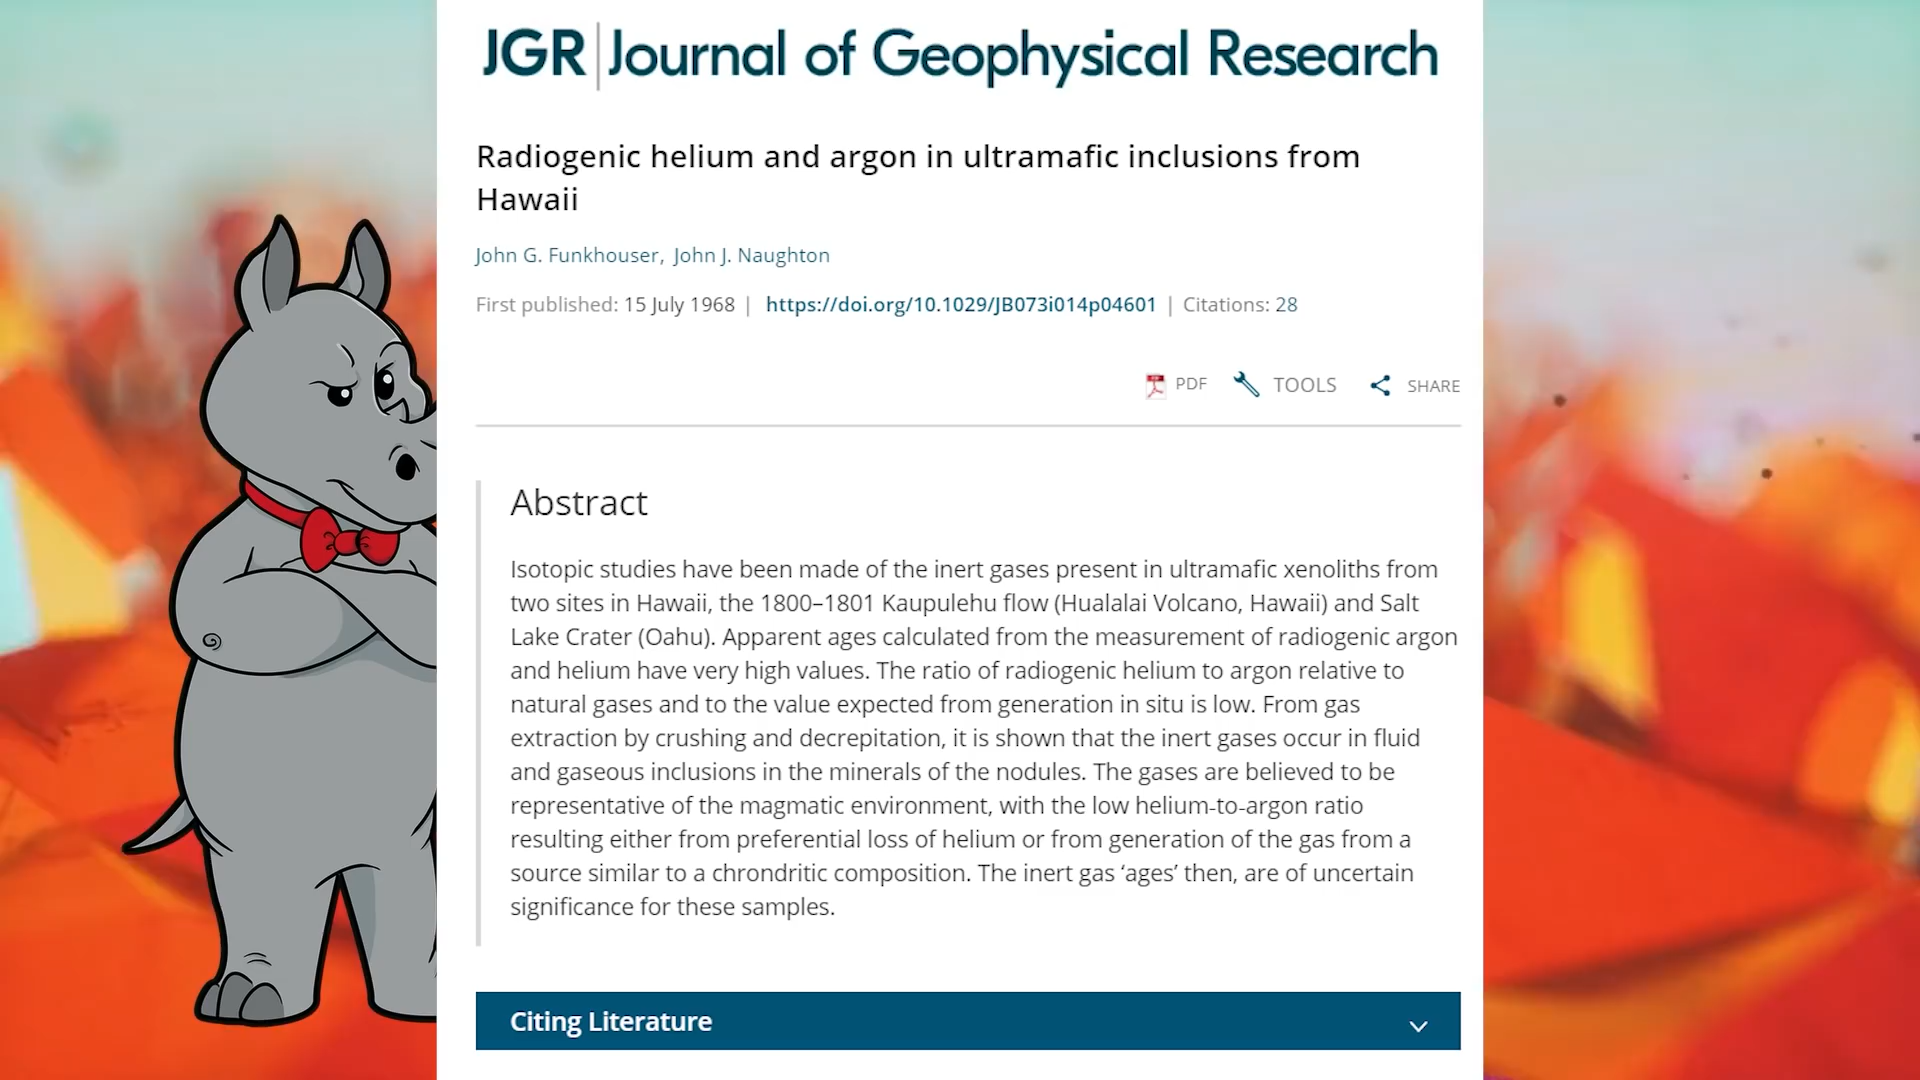 JGR Journal of Geophysical Research
Radiogenic helium and argon in ultramafic inclusions from
Hawaii
John G. Funkhouser, John J. Naughton
First published: 15 July 1968 | https://doi.org/10.1029/JB073i014p04601 | Citations: 28
PDF TOOLS SHARE
Abstract
Isotopic studies have been made of the inert gases present in ultramafic xenoliths from
two sites in Hawaii, the 1800–1801 Kaupulehu flow (Hualalai Volcano, Hawaii) and Salt
Lake Crater (Oahu). Apparent ages calculated from the measurement of radiogenic argon
and helium have very high values. The ratio of radiogenic helium to argon relative to
natural gases and to the value expected from generation in situ is low. From gas
extraction by crushing and decrepitation, it is shown that the inert gases occur in fluid
and gaseous inclusions in the minerals of the nodules. The gases are believed to be
representative of the magmatic environment, with the low helium-to-argon ratio
resulting either from preferential loss of helium or from generation of the gas from a
source similar to a chrondritic composition. The inert gas ‘ages’ then, are of uncertain
significance for these samples.
Citing Literature